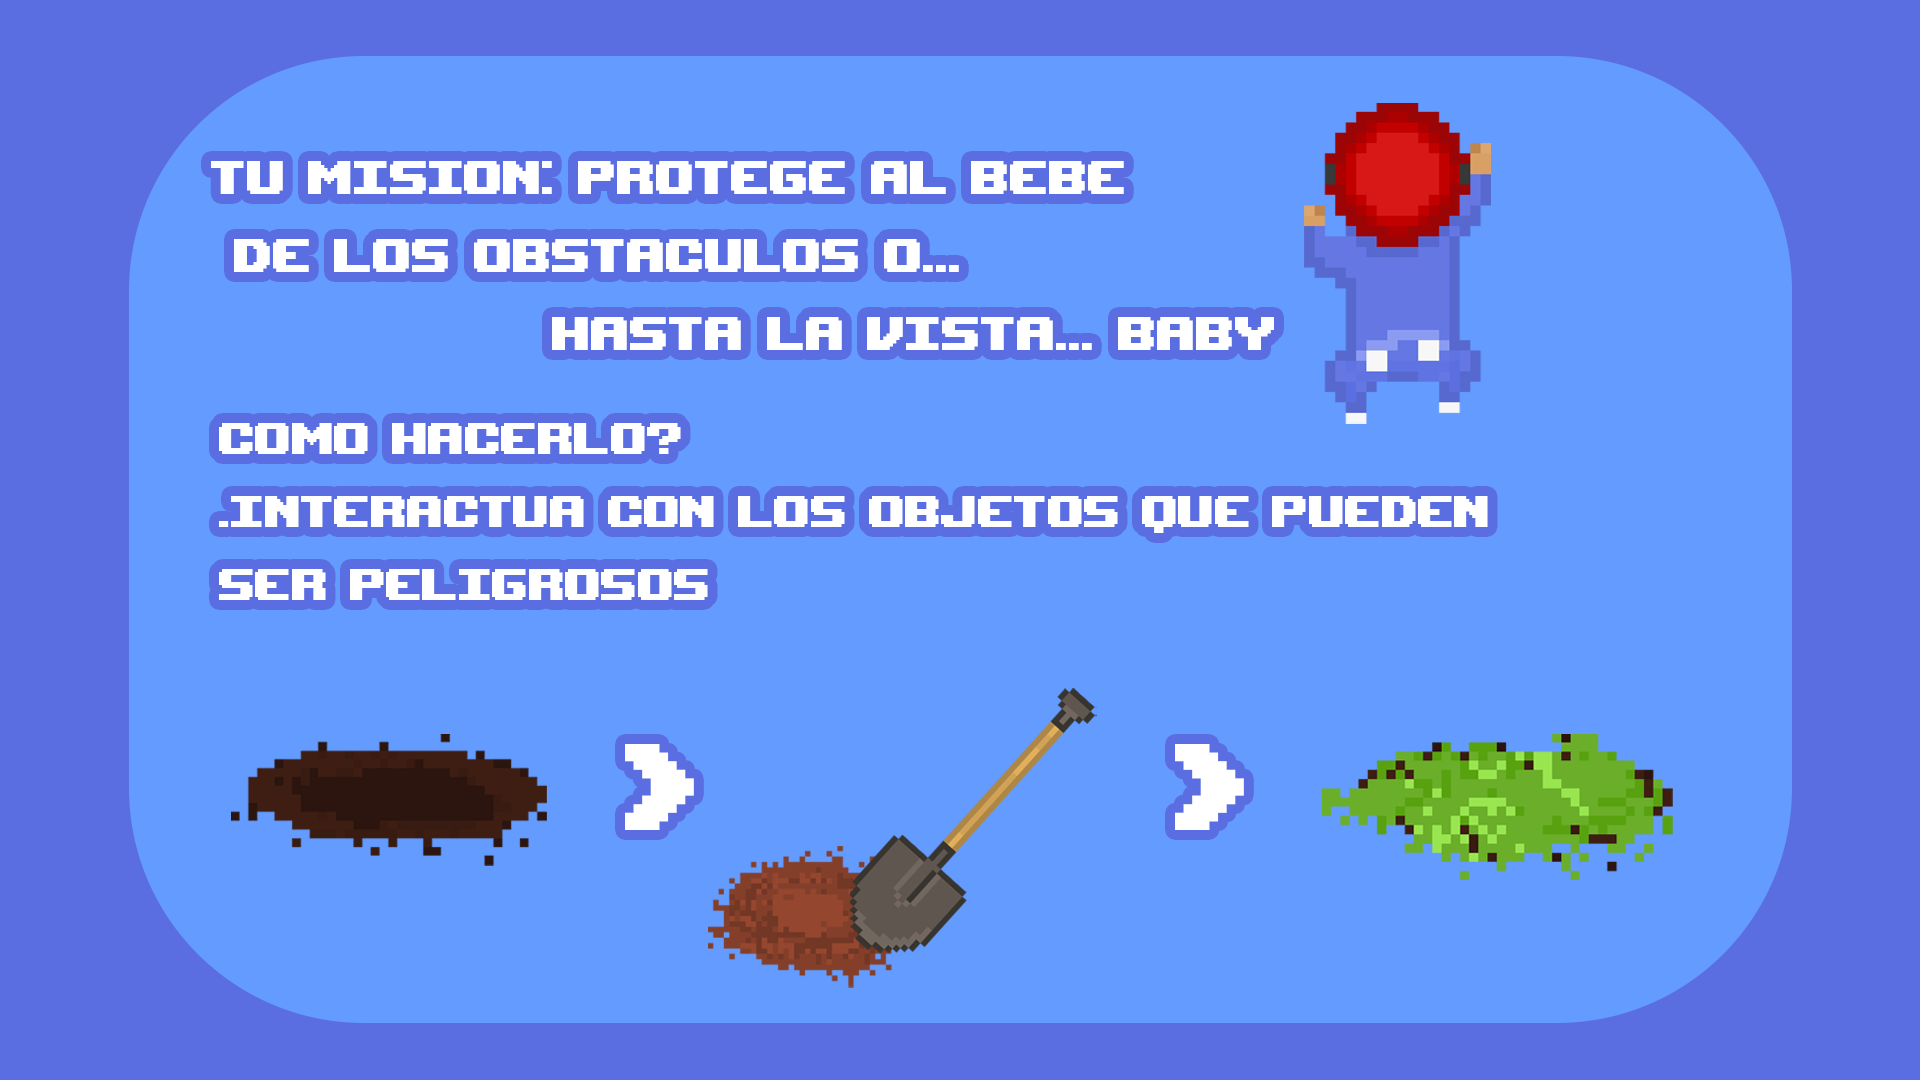 TU MISION: PROTEGE AL BEBE
DE LOS OBSTACULOS O...
HASTA LA VISTA... BABY
COMO HACERLO?
.INTERACTUA CON LOS OBJETOS QUE PUEDEN
SER PELIGROSOS